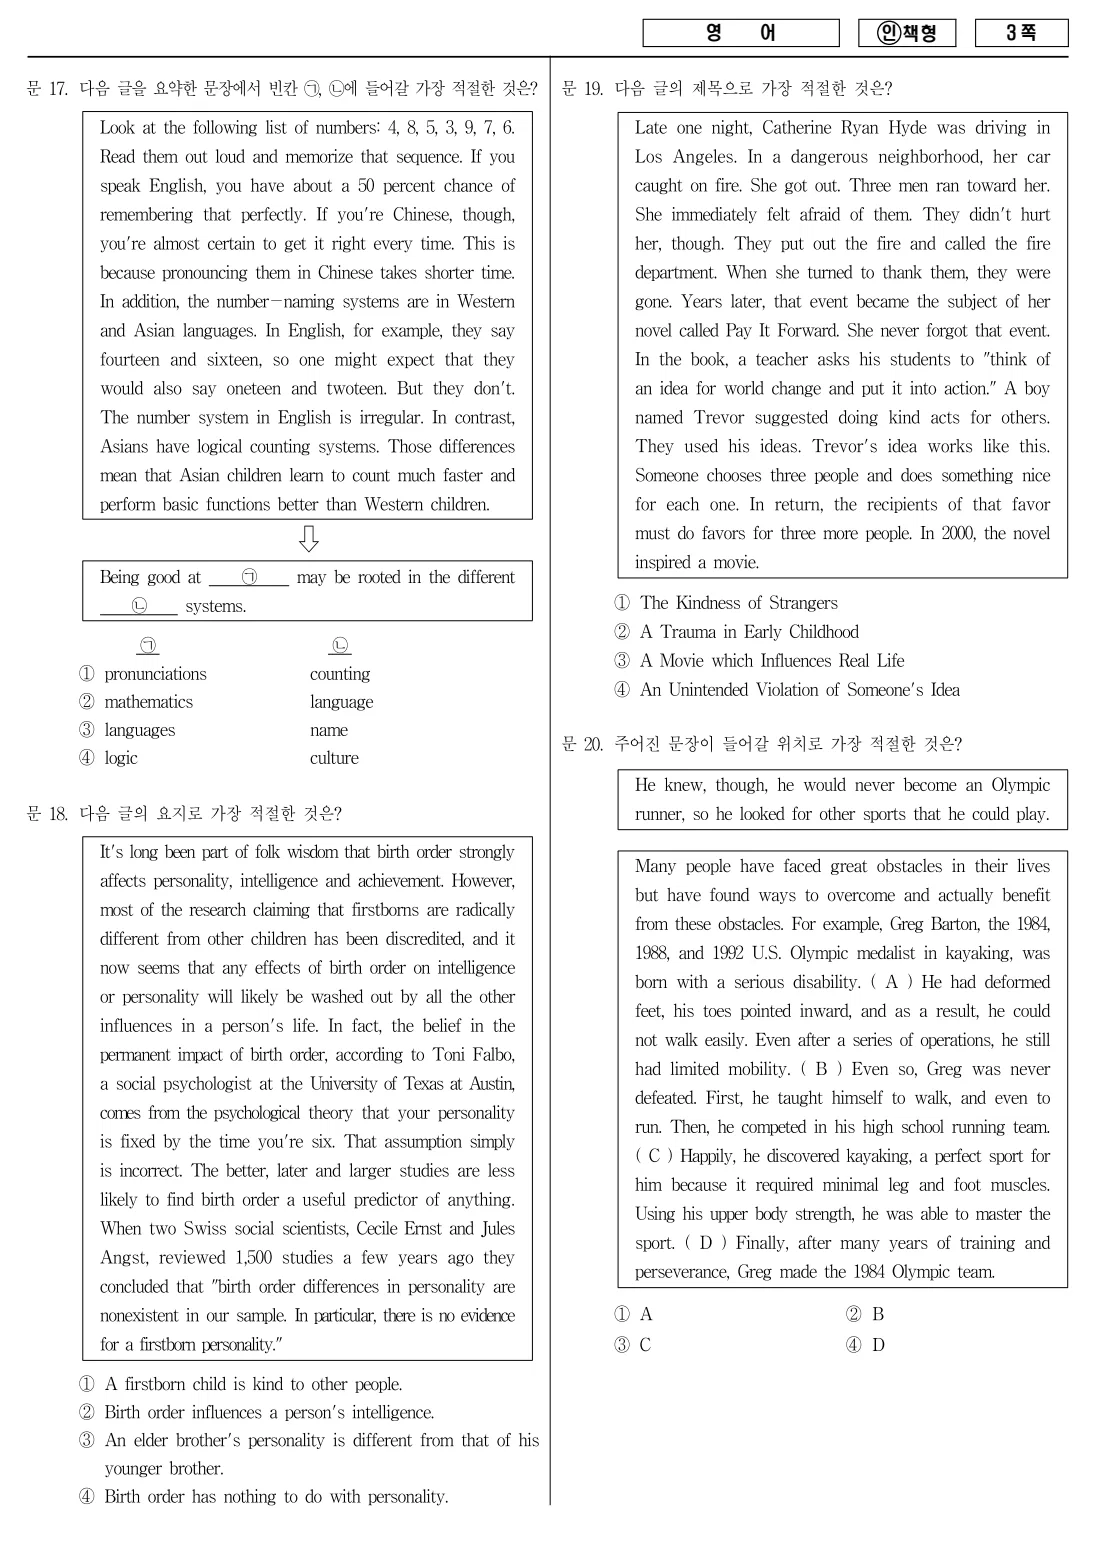 영 어
㉑책형
3 쪽
문 17. 다음 글을 요약한 문장에서 빈칸 ㉠, ㉡에 들어갈 가장 적절한 것은?
Look at the following list of numbers: 4, 8, 5, 3, 9, 7, 6.
Read them out loud and memorize that sequence. If you
speak English, you have about a 50 percent chance of
remembering that perfectly. If you're Chinese, though,
you're almost certain to get it right every time. This is
because pronouncing them in Chinese takes shorter time.
In addition, the number-naming systems are in Western
and Asian languages. In English, for example, they say
fourteen and sixteen, so one might expect that they
would also say oneteen and twoteen. But they don't.
The number system in English is irregular. In contrast,
Asians have logical counting systems. Those differences
mean that Asian children learn to count much faster and
perform basic functions better than Western children.
⇩
Being good at ㉠ may be rooted in the different
㉡ systems.
㉠ ㉡
① pronunciations counting
② mathematics language
③ languages name
④ logic culture
문 18. 다음 글의 요지로 가장 적절한 것은?
It's long been part of folk wisdom that birth order strongly
affects personality, intelligence and achievement. However,
most of the research claiming that firstborns are radically
different from other children has been discredited, and it
now seems that any effects of birth order on intelligence
or personality will likely be washed out by all the other
influences in a person's life. In fact, the belief in the
permanent impact of birth order, according to Toni Falbo,
a social psychologist at the University of Texas at Austin,
comes from the psychological theory that your personality
is fixed by the time you're six. That assumption simply
is incorrect. The better, later and larger studies are less
likely to find birth order a useful predictor of anything.
When two Swiss social scientists, Cecile Ernst and Jules
Angst, reviewed 1,500 studies a few years ago they
concluded that "birth order differences in personality are
nonexistent in our sample. In particular, there is no evidence
for a firstborn personality."
① A firstborn child is kind to other people.
② Birth order influences a person's intelligence.
③ An elder brother's personality is different from that of his
younger brother.
④ Birth order has nothing to do with personality.
문 19. 다음 글의 제목으로 가장 적절한 것은?
Late one night, Catherine Ryan Hyde was driving in
Los Angeles. In a dangerous neighborhood, her car
caught on fire. She got out. Three men ran toward her.
She immediately felt afraid of them. They didn't hurt
her, though. They put out the fire and called the fire
department. When she turned to thank them, they were
gone. Years later, that event became the subject of her
novel called Pay It Forward. She never forgot that event.
In the book, a teacher asks his students to "think of
an idea for world change and put it into action." A boy
named Trevor suggested doing kind acts for others.
They used his ideas. Trevor's idea works like this.
Someone chooses three people and does something nice
for each one. In return, the recipients of that favor
must do favors for three more people. In 2000, the novel
inspired a movie.
① The Kindness of Strangers
② A Trauma in Early Childhood
③ A Movie which Influences Real Life
④ An Unintended Violation of Someone's Idea
문 20. 주어진 문장이 들어갈 위치로 가장 적절한 것은?
He knew, though, he would never become an Olympic
runner, so he looked for other sports that he could play.
Many people have faced great obstacles in their lives
but have found ways to overcome and actually benefit
from these obstacles. For example, Greg Barton, the 1984,
1988, and 1992 U.S. Olympic medalist in kayaking, was
born with a serious disability. ( A ) He had deformed
feet, his toes pointed inward, and as a result, he could
not walk easily. Even after a series of operations, he still
had limited mobility. ( B ) Even so, Greg was never
defeated. First, he taught himself to walk, and even to
run. Then, he competed in his high school running team.
( C ) Happily, he discovered kayaking, a perfect sport for
him because it required minimal leg and foot muscles.
Using his upper body strength, he was able to master the
sport. ( D ) Finally, after many years of training and
perseverance, Greg made the 1984 Olympic team.
① A ② B
③ C ④ D